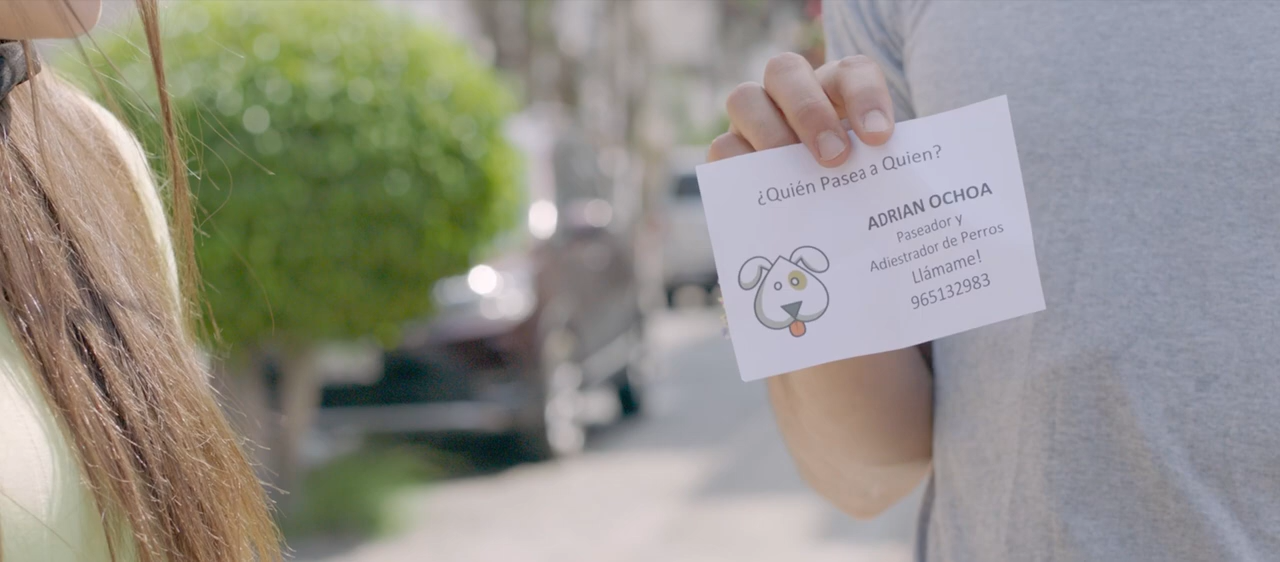 ¿Quién Pasea a Quien?
ADRIAN OCHOA
Paseador y
Adiestrador de Perros
Llámame!
965132983